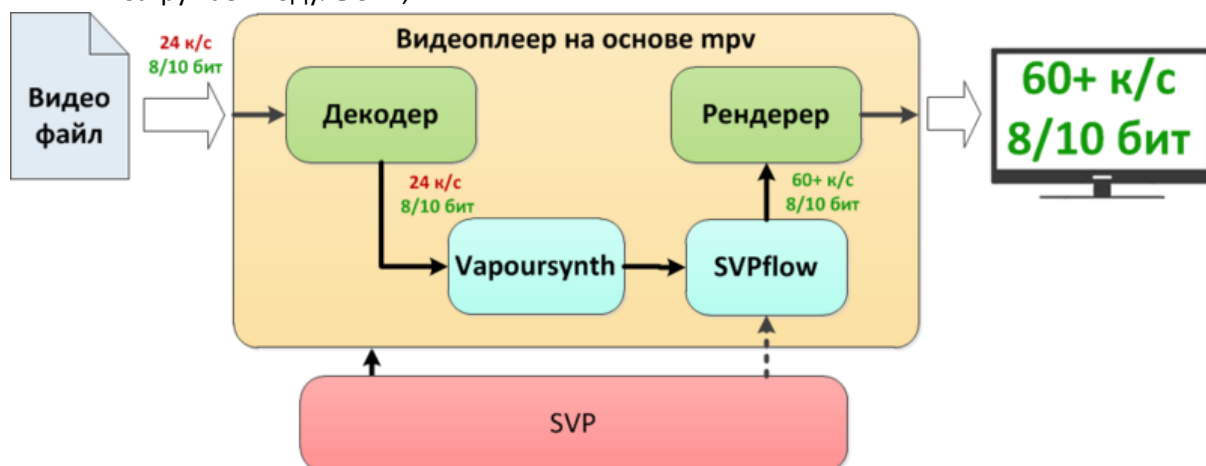 Видеоплеер на основе mpv
24 к/с
8/10 бит
Видео
файл
Декодер
Рендерер
60+ к/с
8/10 бит
24 к/с
8/10 бит
60+ к/с
8/10 бит
Vapoursynth
SVPflow
SVP